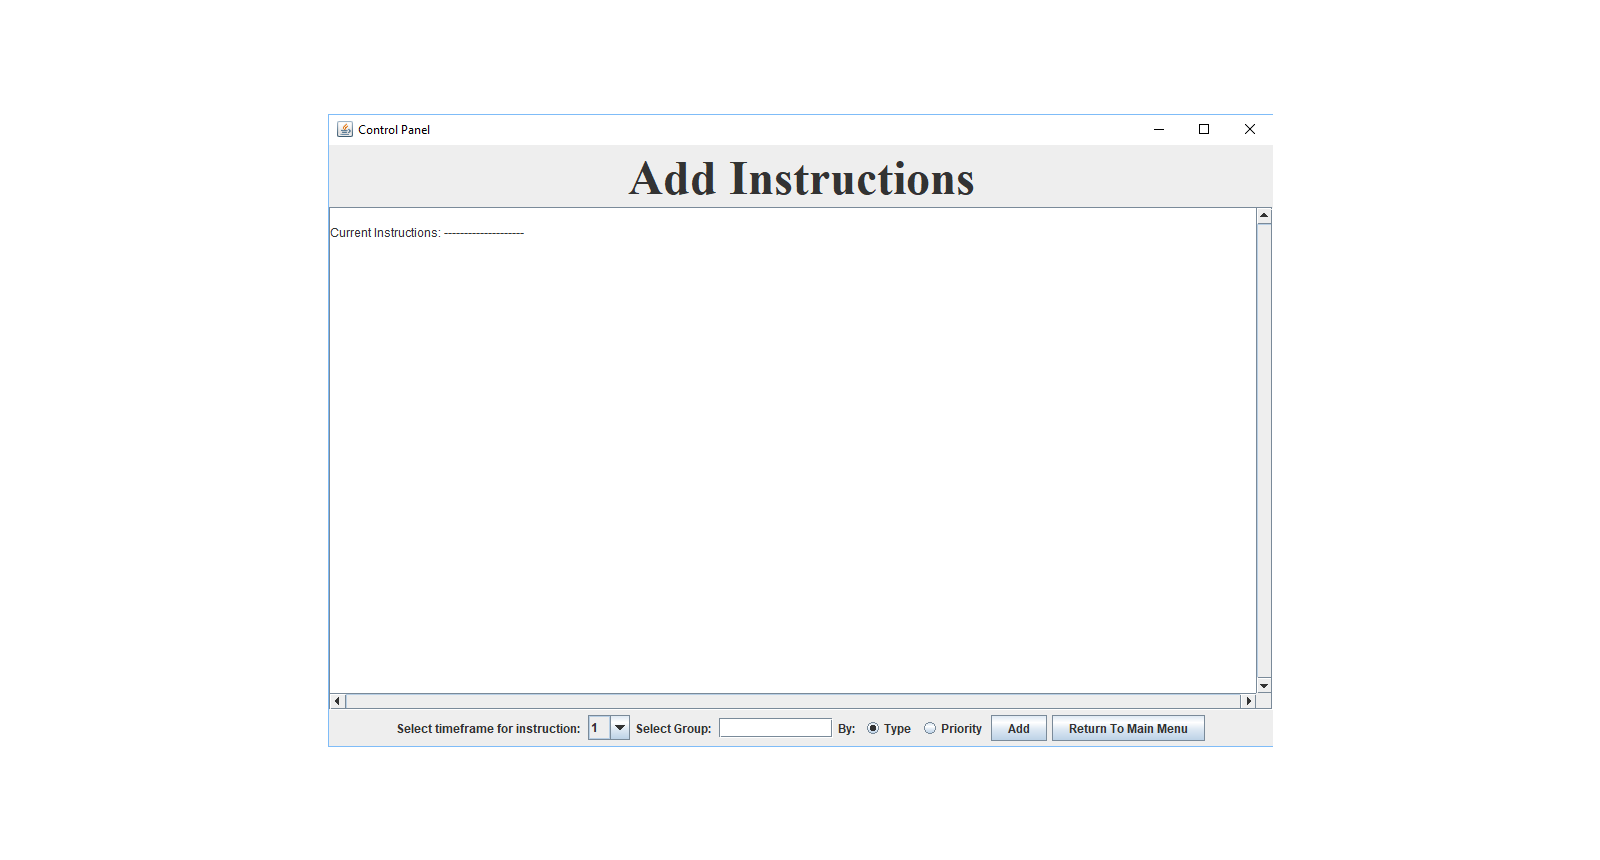 Control Panel
Add Instructions
Current Instructions: --------------------
Select timeframe for instruction: 1 Select Group: By: Type Priority Add Return To Main Menu